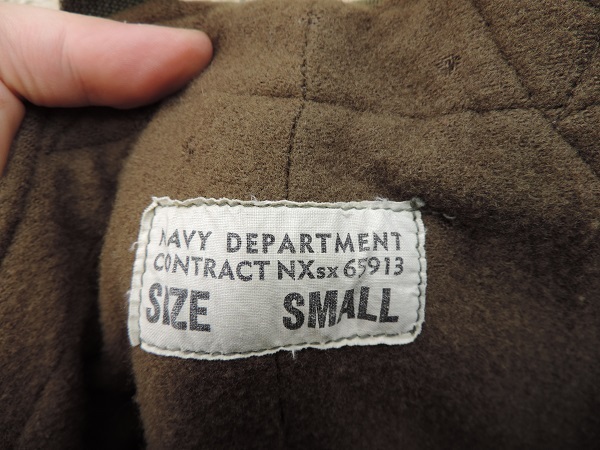 NAVY DEPARTMENT
CONTRACT NXsx 65913
SIZE SMALL